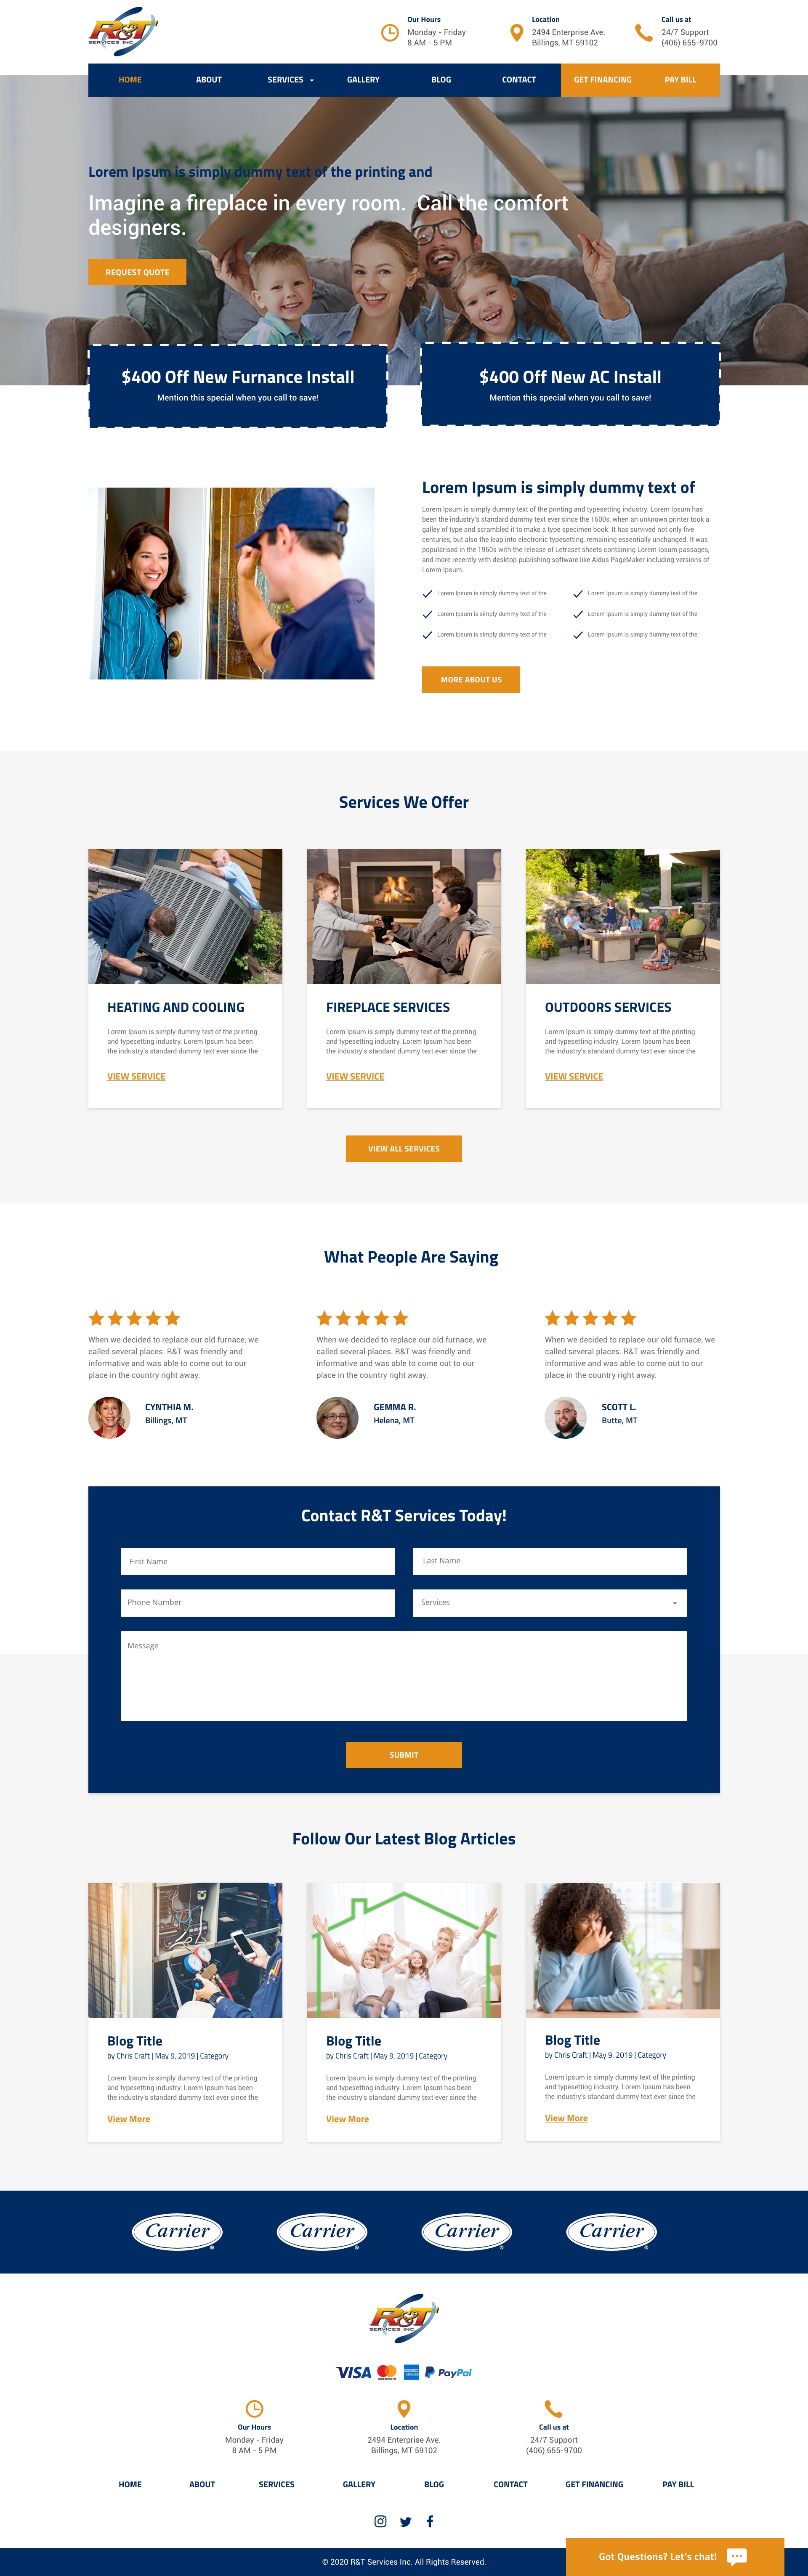 R&T
SERVICES INC.
Our Hours
Monday - Friday
8 AM - 5 PM
Location
2494 Enterprise Ave.
Billings, MT 59102
Call us at
24/7 Support
(406) 655-9700
HOME ABOUT SERVICES GALLERY BLOG CONTACT GET FINANCING PAY BILL
Lorem Ipsum is simply dummy text of the printing and
Imagine a fireplace in every room. Call the comfort
designers.
REQUEST QUOTE
$400 Off New Furnance Install
Mention this special when you call to save!
$400 Off New AC Install
Mention this special when you call to save!
Lorem Ipsum is simply dummy text of
Lorem Ipsum is simply dummy text of the printing and typesetting industry. Lorem Ipsum has
been the industry's standard dummy text ever since the 1500s, when an unknown printer took a
galley of type and scrambled it to make a type specimen book. It has survived not only five
centuries, but also the leap into electronic typesetting, remaining essentially unchanged. It was
popularised in the 1960s with the release of Letraset sheets containing Lorem Ipsum passages,
and more recently with desktop publishing software like Aldus PageMaker including versions of
Lorem Ipsum.
Lorem Ipsum is simply dummy text of the
Lorem Ipsum is simply dummy text of the
Lorem Ipsum is simply dummy text of the
Lorem Ipsum is simply dummy text of the
Lorem Ipsum is simply dummy text of the
Lorem Ipsum is simply dummy text of the
MORE ABOUT US
Services We Offer
HEATING AND COOLING
Lorem Ipsum is simply dummy text of the printing
and typesetting industry. Lorem Ipsum has been
the industry's standard dummy text ever since the
VIEW SERVICE
FIREPLACE SERVICES
Lorem Ipsum is simply dummy text of the printing
and typesetting industry. Lorem Ipsum has been
the industry's standard dummy text ever since the
VIEW SERVICE
OUTDOORS SERVICES
Lorem Ipsum is simply dummy text of the printing
and typesetting industry. Lorem Ipsum has been
the industry's standard dummy text ever since the
VIEW SERVICE
VIEW ALL SERVICES
What People Are Saying
When we decided to replace our old furnace, we
called several places. R&T was friendly and
informative and was able to come out to our
place in the country right away.
CYNTHIA M.
Billings, MT
When we decided to replace our old furnace, we
called several places. R&T was friendly and
informative and was able to come out to our
place in the country right away.
GEMMA R.
Helena, MT
When we decided to replace our old furnace, we
called several places. R&T was friendly and
informative and was able to come out to our
place in the country right away.
SCOTT L.
Butte, MT
Contact R&T Services Today!
First Name
Last Name
Phone Number
Services
Message
SUBMIT
Follow Our Latest Blog Articles
Blog Title
by Chris Craft | May 9, 2019 | Category
Lorem Ipsum is simply dummy text of the printing
and typesetting industry. Lorem Ipsum has been
the industry's standard dummy text ever since the
View More
Blog Title
by Chris Craft | May 9, 2019 | Category
Lorem Ipsum is simply dummy text of the printing
and typesetting industry. Lorem Ipsum has been
the industry's standard dummy text ever since the
View More
Blog Title
by Chris Craft | May 9, 2019 | Category
Lorem Ipsum is simply dummy text of the printing
and typesetting industry. Lorem Ipsum has been
the industry's standard dummy text ever since the
View More
Carrier Carrier Carrier Carrier
R&T
SERVICES INC.
VISA PayPal
Our Hours
Monday - Friday
8 AM - 5 PM
Location
2494 Enterprise Ave.
Billings, MT 59102
Call us at
24/7 Support
(406) 655-9700
HOME ABOUT SERVICES GALLERY BLOG CONTACT GET FINANCING PAY BILL
© 2020 R&T Services Inc. All Rights Reserved.
Got Questions? Let's chat!